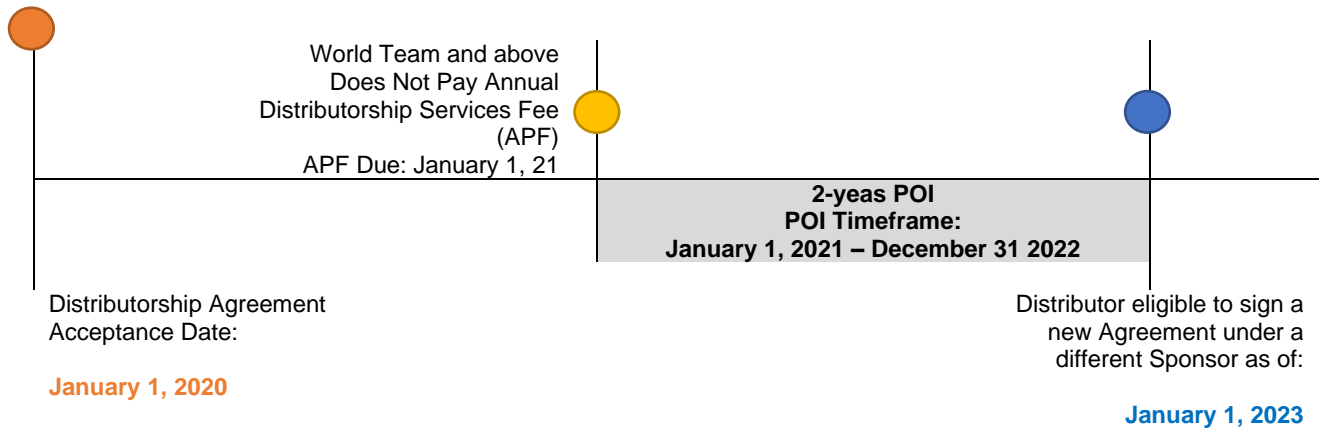 World Team and above
Does Not Pay Annual
Distributorship Services Fee
(APF)
APF Due: January 1, 21
2-yeas POI
POI Timeframe:
January 1, 2021 – December 31 2022
Distributorship Agreement
Acceptance Date:
January 1, 2020
Distributor eligible to sign a
new Agreement under a
different Sponsor as of:
January 1, 2023